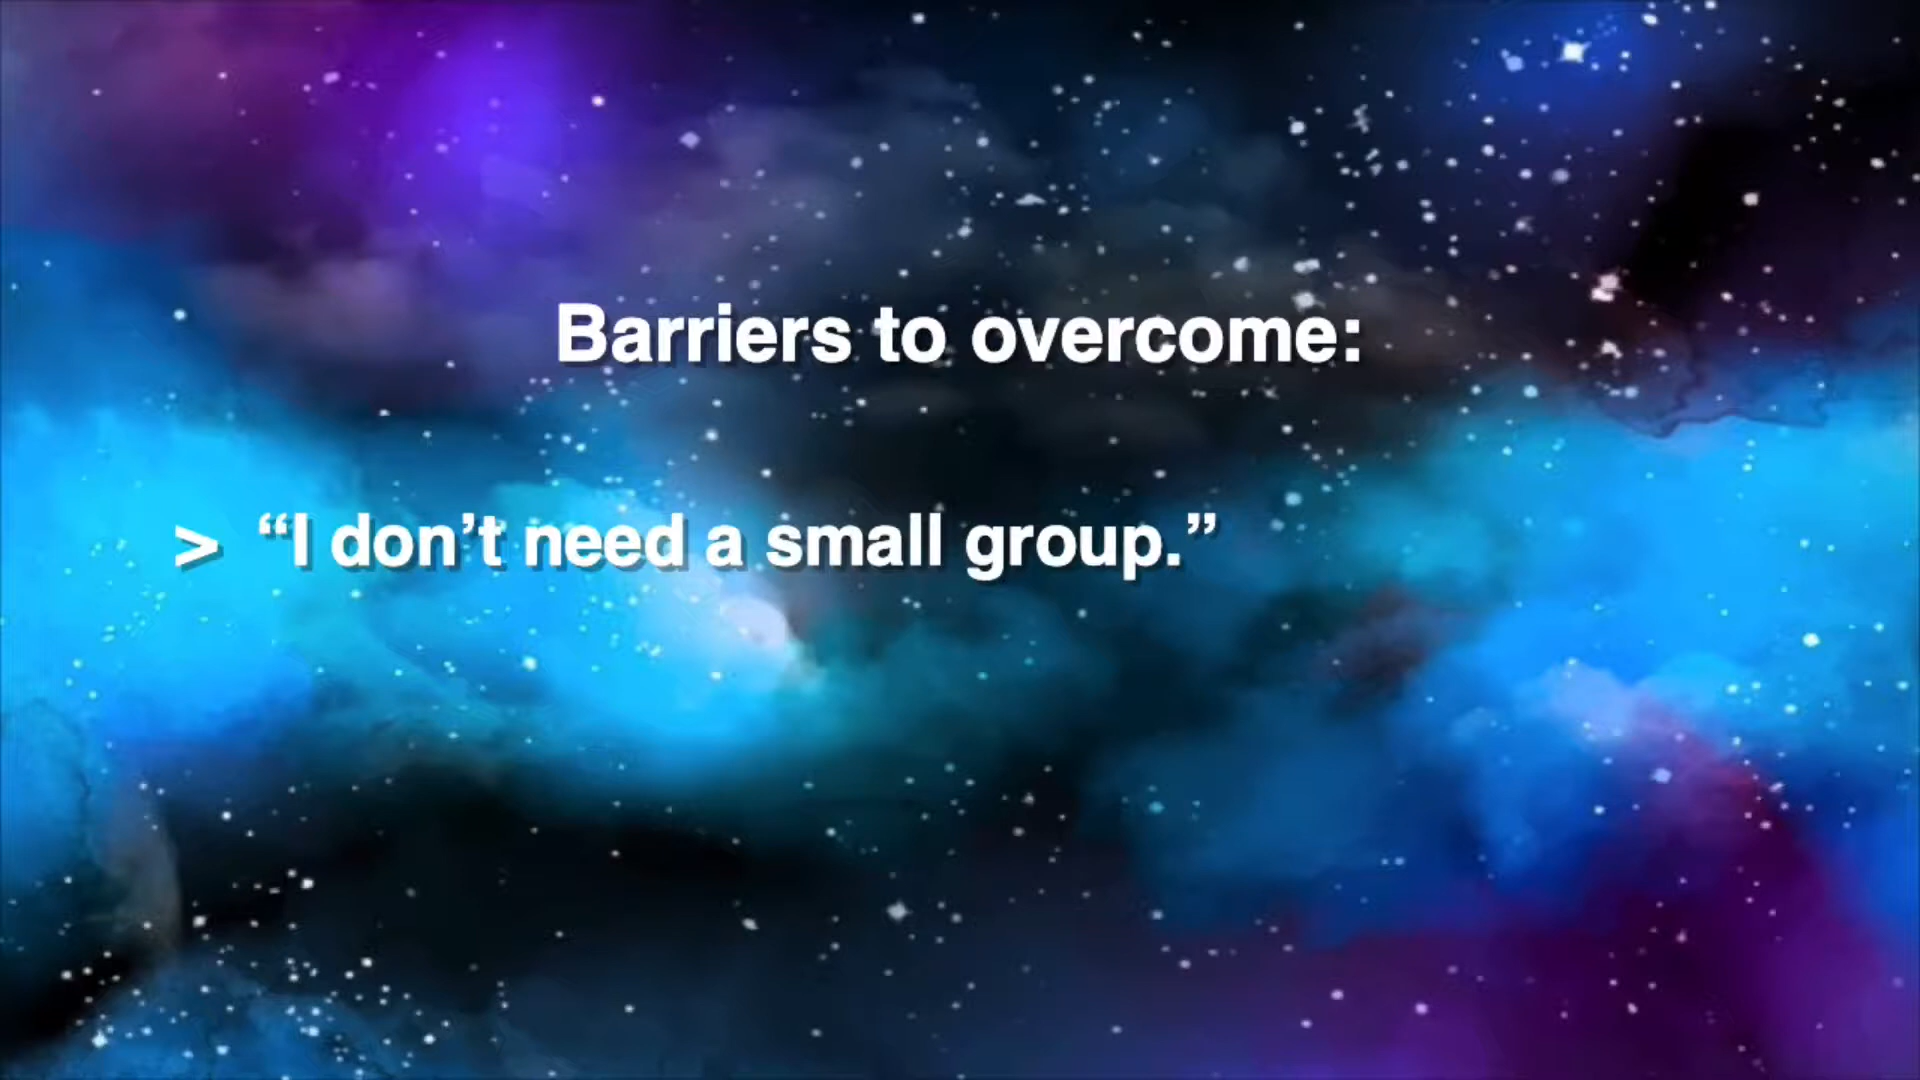 Barriers to overcome:
> “I don’t need a small group.”